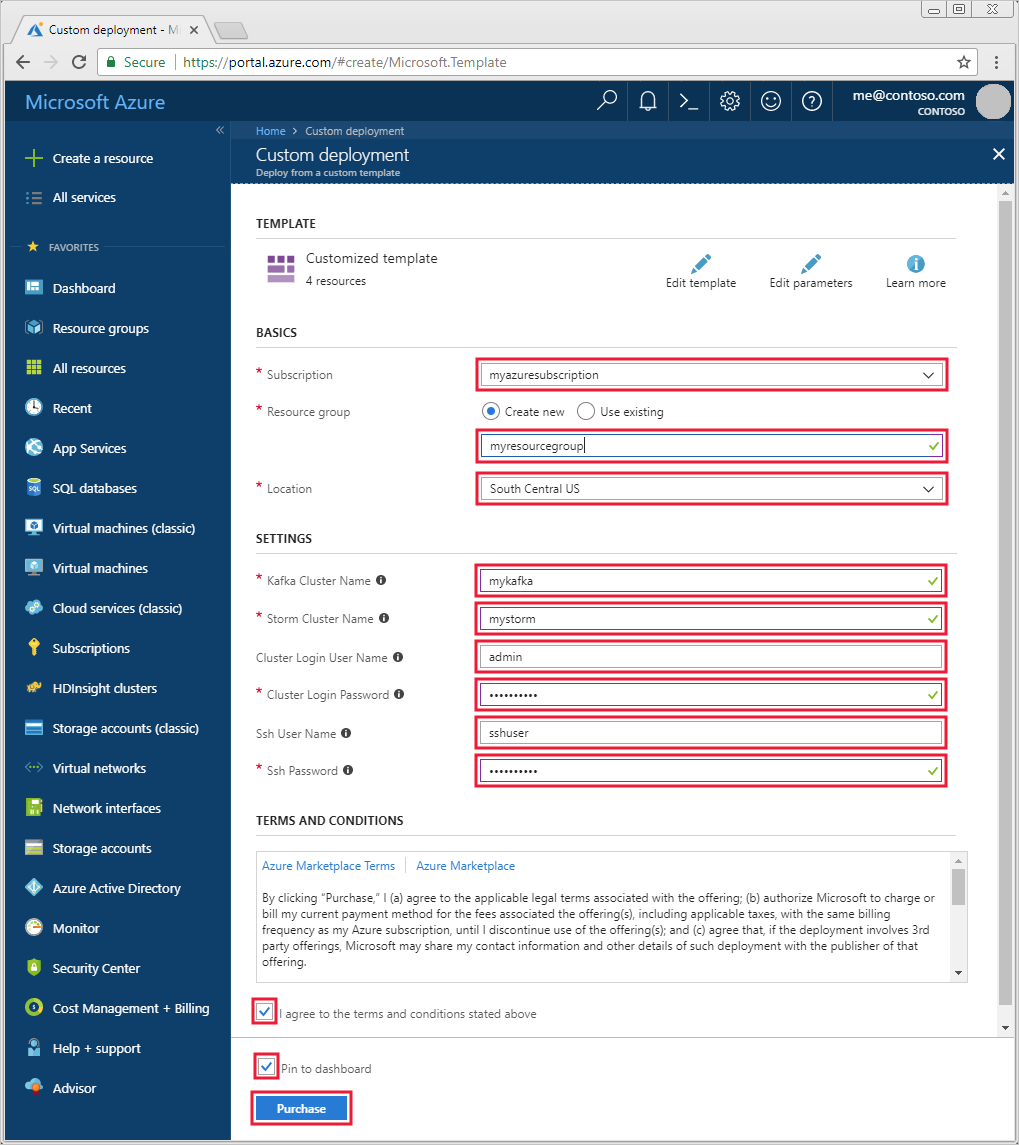 Custom deployment - M
Secure
https://portal.azure.com/#create/Microsoft.Template
Microsoft Azure
me@contoso.com
CONTOSO
Home > Custom deployment
Custom deployment
Deploy from a custom template
Create a resource
All services
FAVORITES
Dashboard
Resource groups
All resources
Recent
App Services
SQL databases
Virtual machines (classic)
Virtual machines
Cloud services (classic)
Subscriptions
HDInsight clusters
Storage accounts (classic)
Virtual networks
Network interfaces
Storage accounts
Azure Active Directory
Monitor
Security Center
Cost Management + Billing
Help + support
Advisor
TEMPLATE
Customized template
4 resources
Edit template
Edit parameters
Learn more
BASICS
* Subscription
myazuresubscription
* Resource group
Create new
Use existing
myresourcegroup
* Location
South Central US
SETTINGS
* Kafka Cluster Name
mykafka
* Storm Cluster Name
mystorm
Cluster Login User Name
admin
* Cluster Login Password
••••••••••
Ssh User Name
sshuser
* Ssh Password
••••••••••
TERMS AND CONDITIONS
Azure Marketplace Terms
Azure Marketplace
By clicking “Purchase,” I (a) agree to the applicable legal terms associated with the offering; (b) authorize Microsoft to charge or
bill my current payment method for the fees associated the offering(s), including applicable taxes, with the same billing
frequency as my Azure subscription, until I discontinue use of the offering(s); and (c) agree that, if the deployment involves 3rd
party offerings, Microsoft may share my contact information and other details of such deployment with the publisher of that
offering.
I agree to the terms and conditions stated above
Pin to dashboard
Purchase